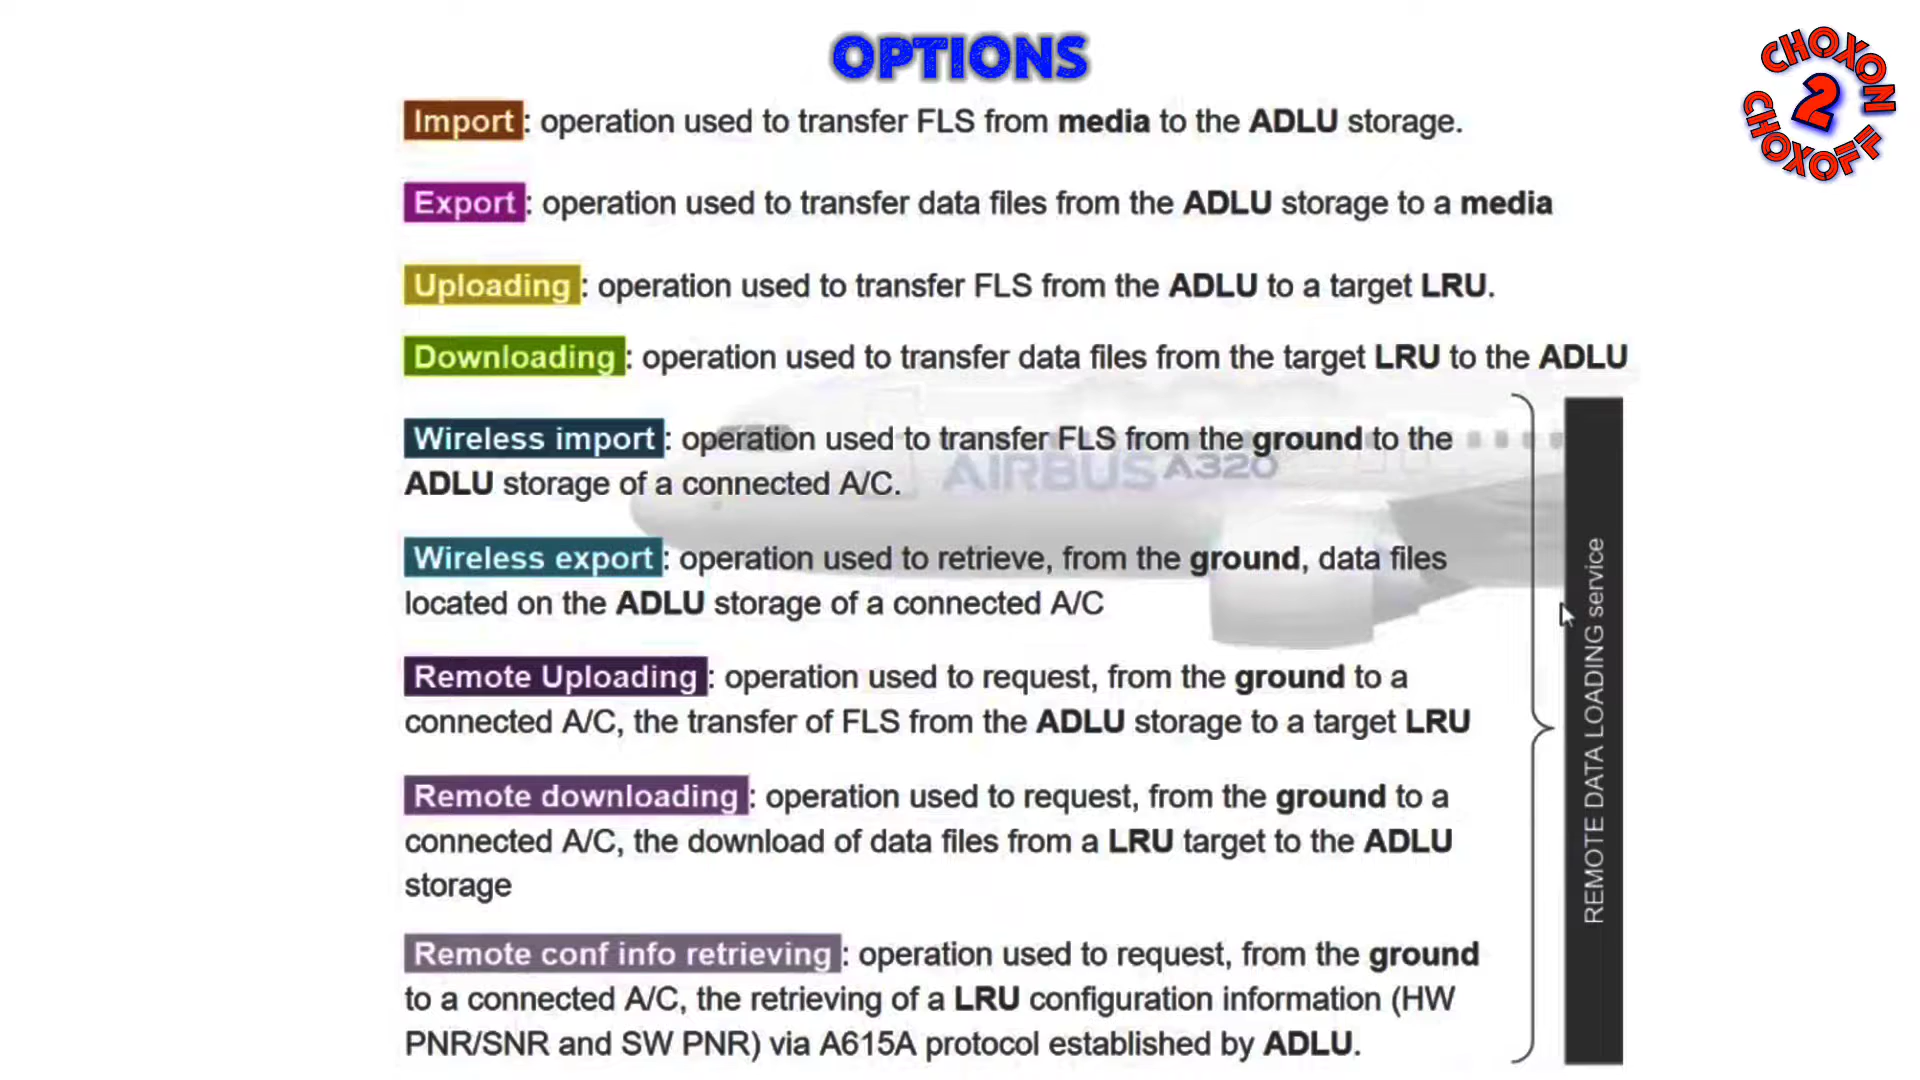 OPTIONS
CHOXON
2
CHOXOFF
Import : operation used to transfer FLS from media to the ADLU storage.
Export : operation used to transfer data files from the ADLU storage to a media
Uploading : operation used to transfer FLS from the ADLU to a target LRU.
Downloading : operation used to transfer data files from the target LRU to the ADLU
Wireless import : operation used to transfer FLS from the ground to the
AIRBUS A320
ADLU storage of a connected A/C.
Wireless export : operation used to retrieve, from the ground, data files
located on the ADLU storage of a connected A/C
Remote Uploading : operation used to request, from the ground to a
connected A/C, the transfer of FLS from the ADLU storage to a target LRU
Remote downloading : operation used to request, from the ground to a
connected A/C, the download of data files from a LRU target to the ADLU
storage
Remote conf info retrieving : operation used to request, from the ground
to a connected A/C, the retrieving of a LRU configuration information (HW
PNR/SNR and SW PNR) via A615A protocol established by ADLU.
REMOTE DATA LOADING service